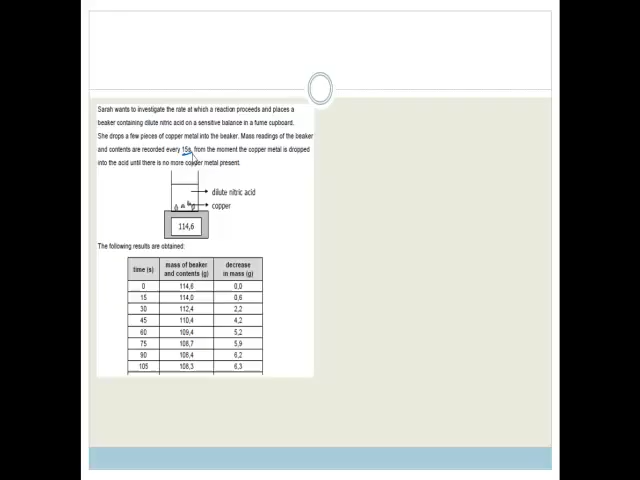 Sarah wants to investigate the rate at which a reaction proceeds and places a
beaker containing dilute nitric acid on a sensitive balance in a fume cupboard.
She drops a few pieces of copper metal into the beaker. Mass readings of the beaker
and contents are recorded every 15s, from the moment the copper metal is dropped
into the acid until there is no more copper metal present.
dilute nitric acid
copper
114,6
The following results are obtained:
time (s) mass of beaker and contents (g) decrease in mass (g)
0 114,6 0,0
15 114,0 0,6
30 112,4 2,2
45 110,4 4,2
60 109,4 5,2
75 108,7 5,9
90 108,4 6,2
105 108,3 6,3